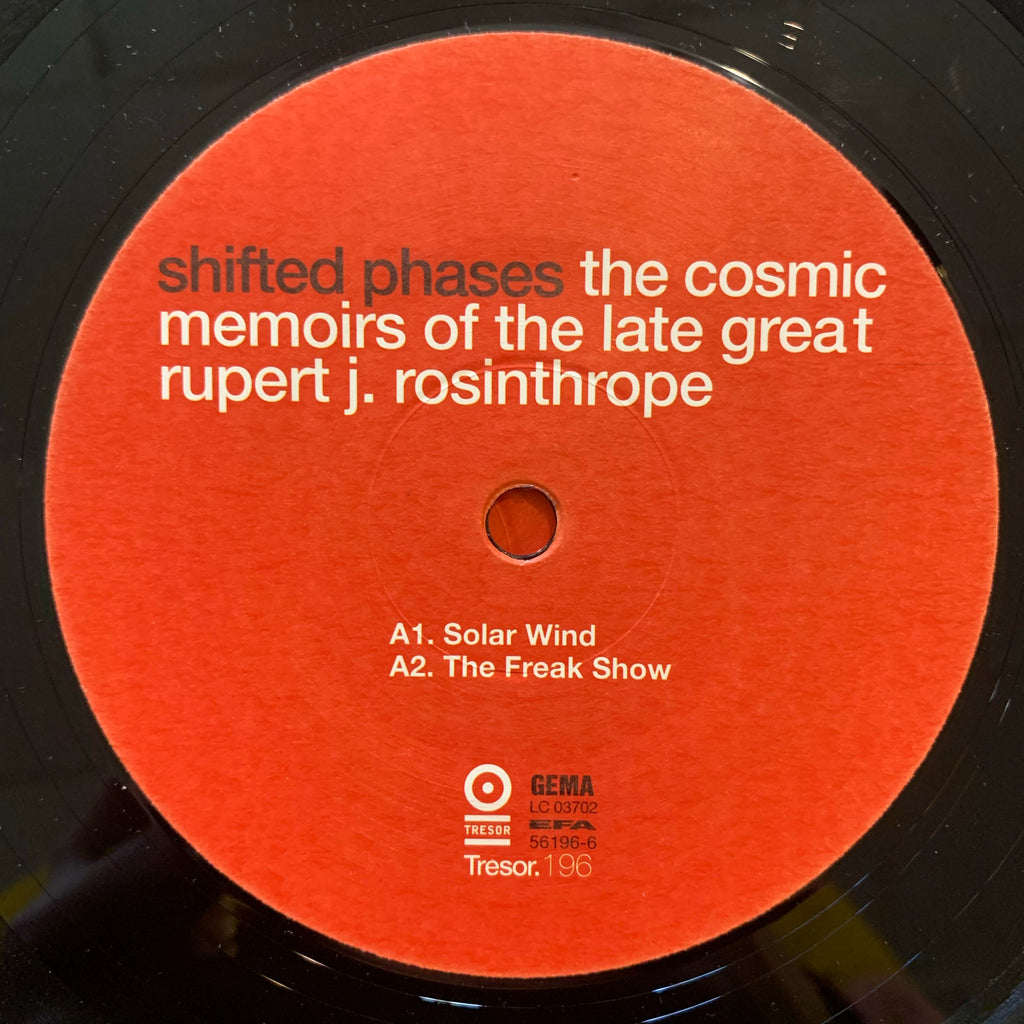 shifted phases the cosmic
memoirs of the late great
rupert j. rosinthrope
A1. Solar Wind
A2. The Freak Show
GEMA
LC 03702
TRESOR
EFA
56196-6
Tresor.196